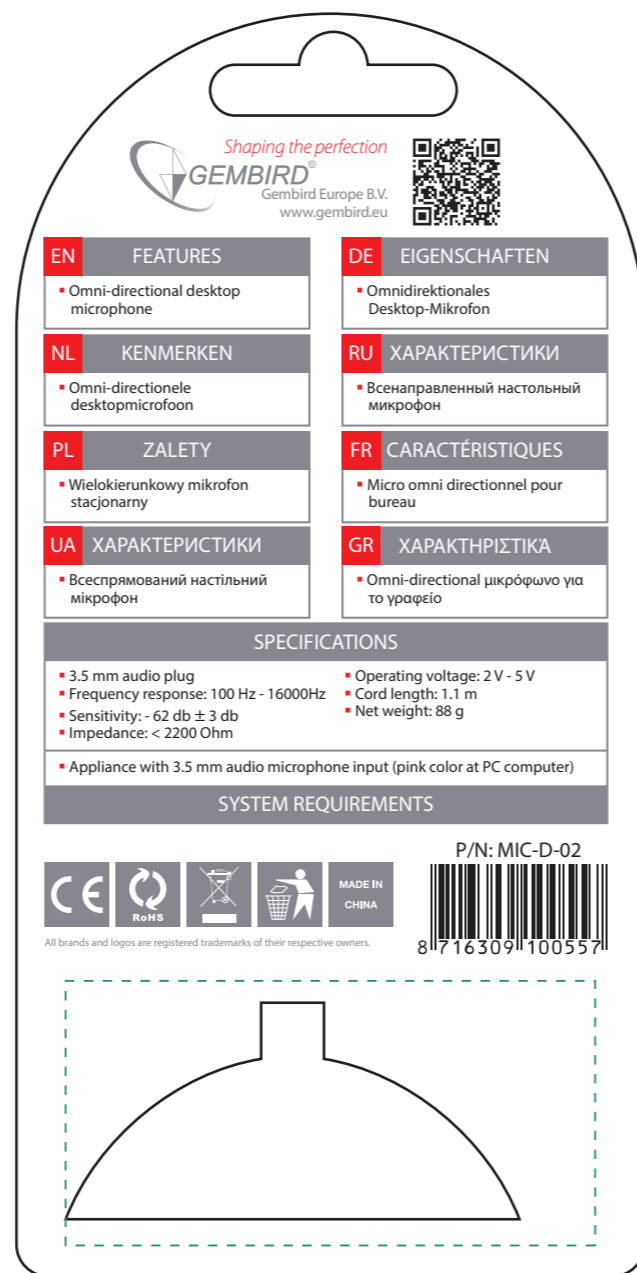 Shaping the perfection
GEMBIRD®
Gembird Europe B.V.
www.gembird.eu
EN FEATURES
▪ Omni-directional desktop
microphone
DE EIGENSCHAFTEN
▪ Omnidirektionales
Desktop-Mikrofon
NL KENMERKEN
▪ Omni-directionele
desktopmicrofoon
RU ХАРАКТЕРИСТИКИ
▪ Всенаправленный настольный
микрофон
PL ZALETY
▪ Wielokierunkowy mikrofon
stacjonarny
FR CARACTÉRISTIQUES
▪ Micro omni directionnel pour
bureau
UA ХАРАКТЕРИСТИКИ
▪ Всеспрямований настільний
мікрофон
GR ΧΑΡΑΚΤΗΡΙΣΤΙΚΆ
▪ Omni-directional μικρόφωνο για
το γραφείο
SPECIFICATIONS
▪ 3.5 mm audio plug
▪ Frequency response: 100 Hz - 16000Hz
▪ Sensitivity: - 62 db ± 3 db
▪ Impedance: < 2200 Ohm
▪ Operating voltage: 2 V - 5 V
▪ Cord length: 1.1 m
▪ Net weight: 88 g
▪ Appliance with 3.5 mm audio microphone input (pink color at PC computer)
SYSTEM REQUIREMENTS
P/N: MIC-D-02
CE
RoHS
MADE IN
CHINA
8 716309 100557
All brands and logos are registered trademarks of their respective owners.